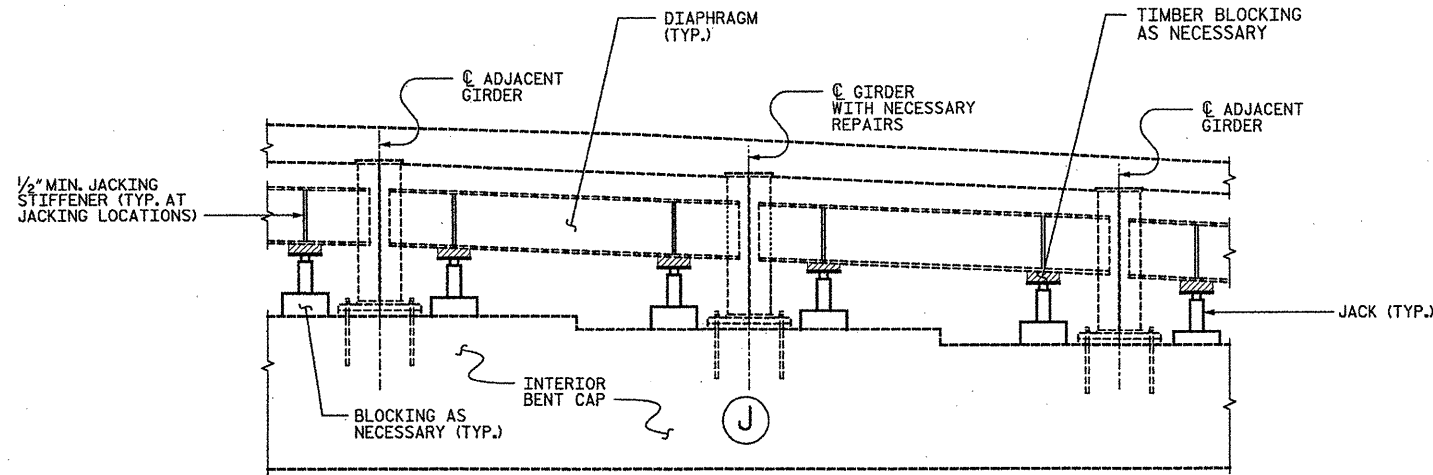 DIAPHRAGM
(TYP.)
TIMBER BLOCKING
AS NECESSARY
℄ ADJACENT
GIRDER
℄ GIRDER
WITH NECESSARY
REPAIRS
℄ ADJACENT
GIRDER
1/2" MIN. JACKING
STIFFENER (TYP. AT
JACKING LOCATIONS)
JACK (TYP.)
INTERIOR
BENT CAP
BLOCKING AS
NECESSARY (TYP.)
J